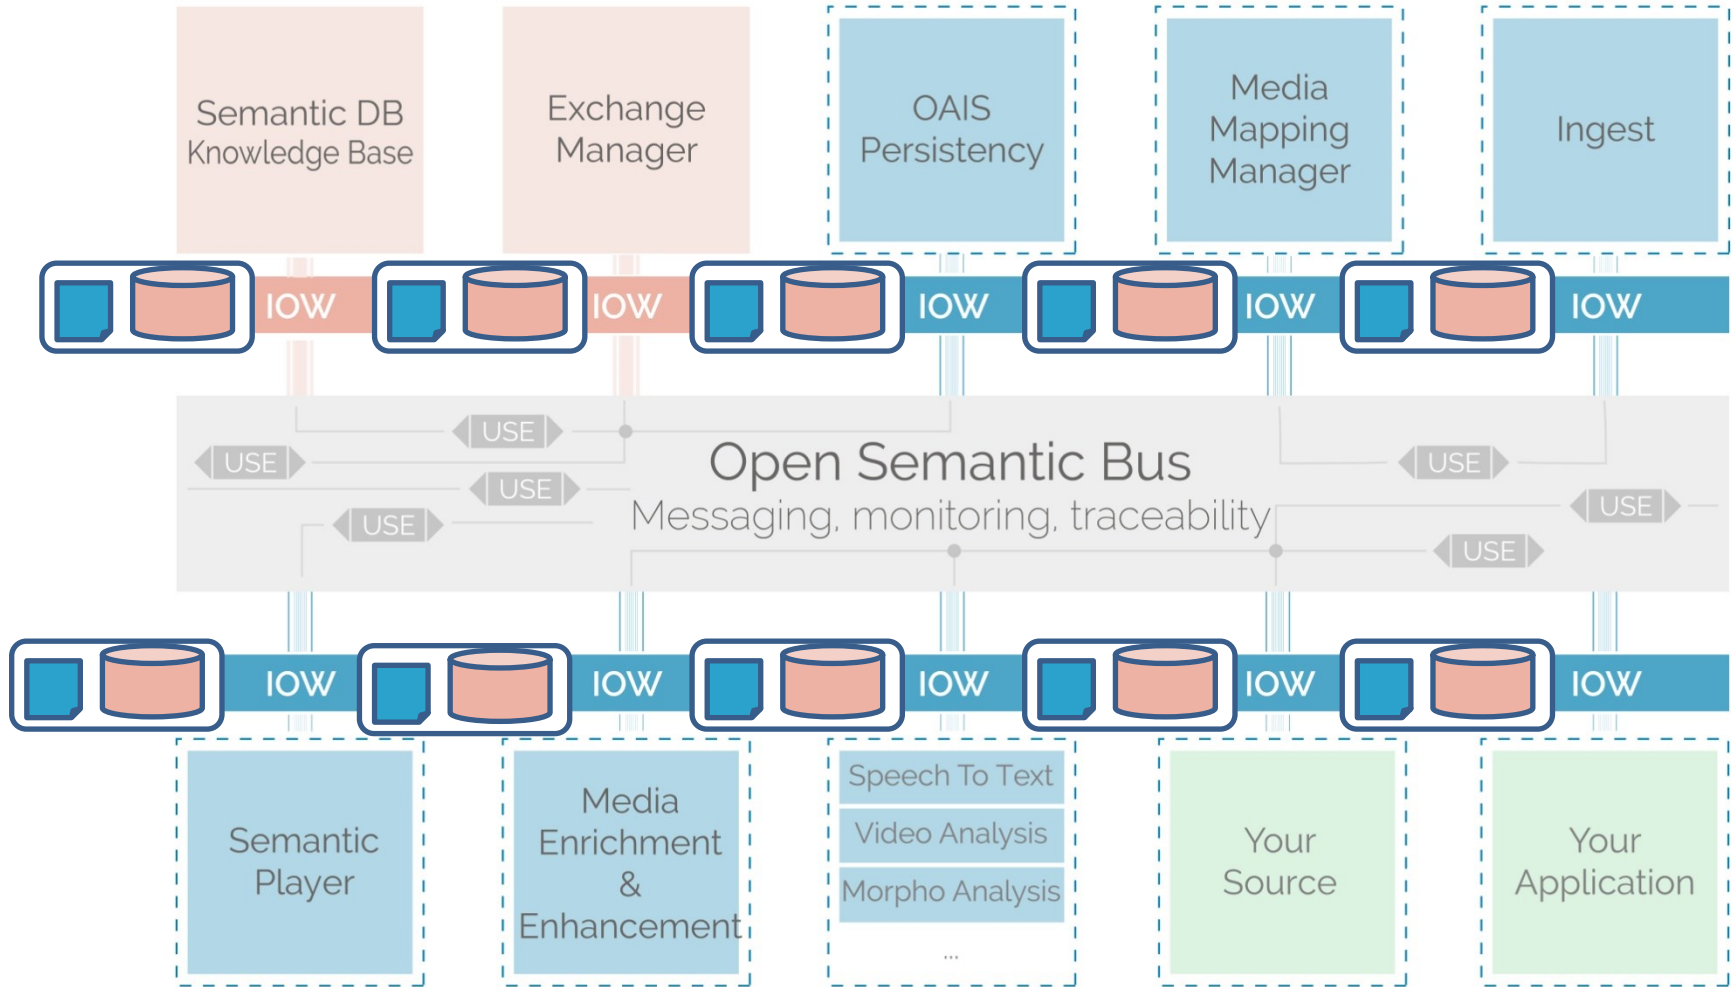 Semantic DB
Knowledge Base
Exchange
Manager
OAIS
Persistency
Media
Mapping
Manager
Ingest
IOW
IOW
IOW
IOW
IOW
USE
USE
USE
USE
Open Semantic Bus
Messaging, monitoring, traceability
USE
USE
USE
IOW
IOW
IOW
IOW
IOW
Semantic
Player
Media
Enrichment
&
Enhancement
Speech To Text
Video Analysis
Morpho Analysis
...
Your
Source
Your
Application